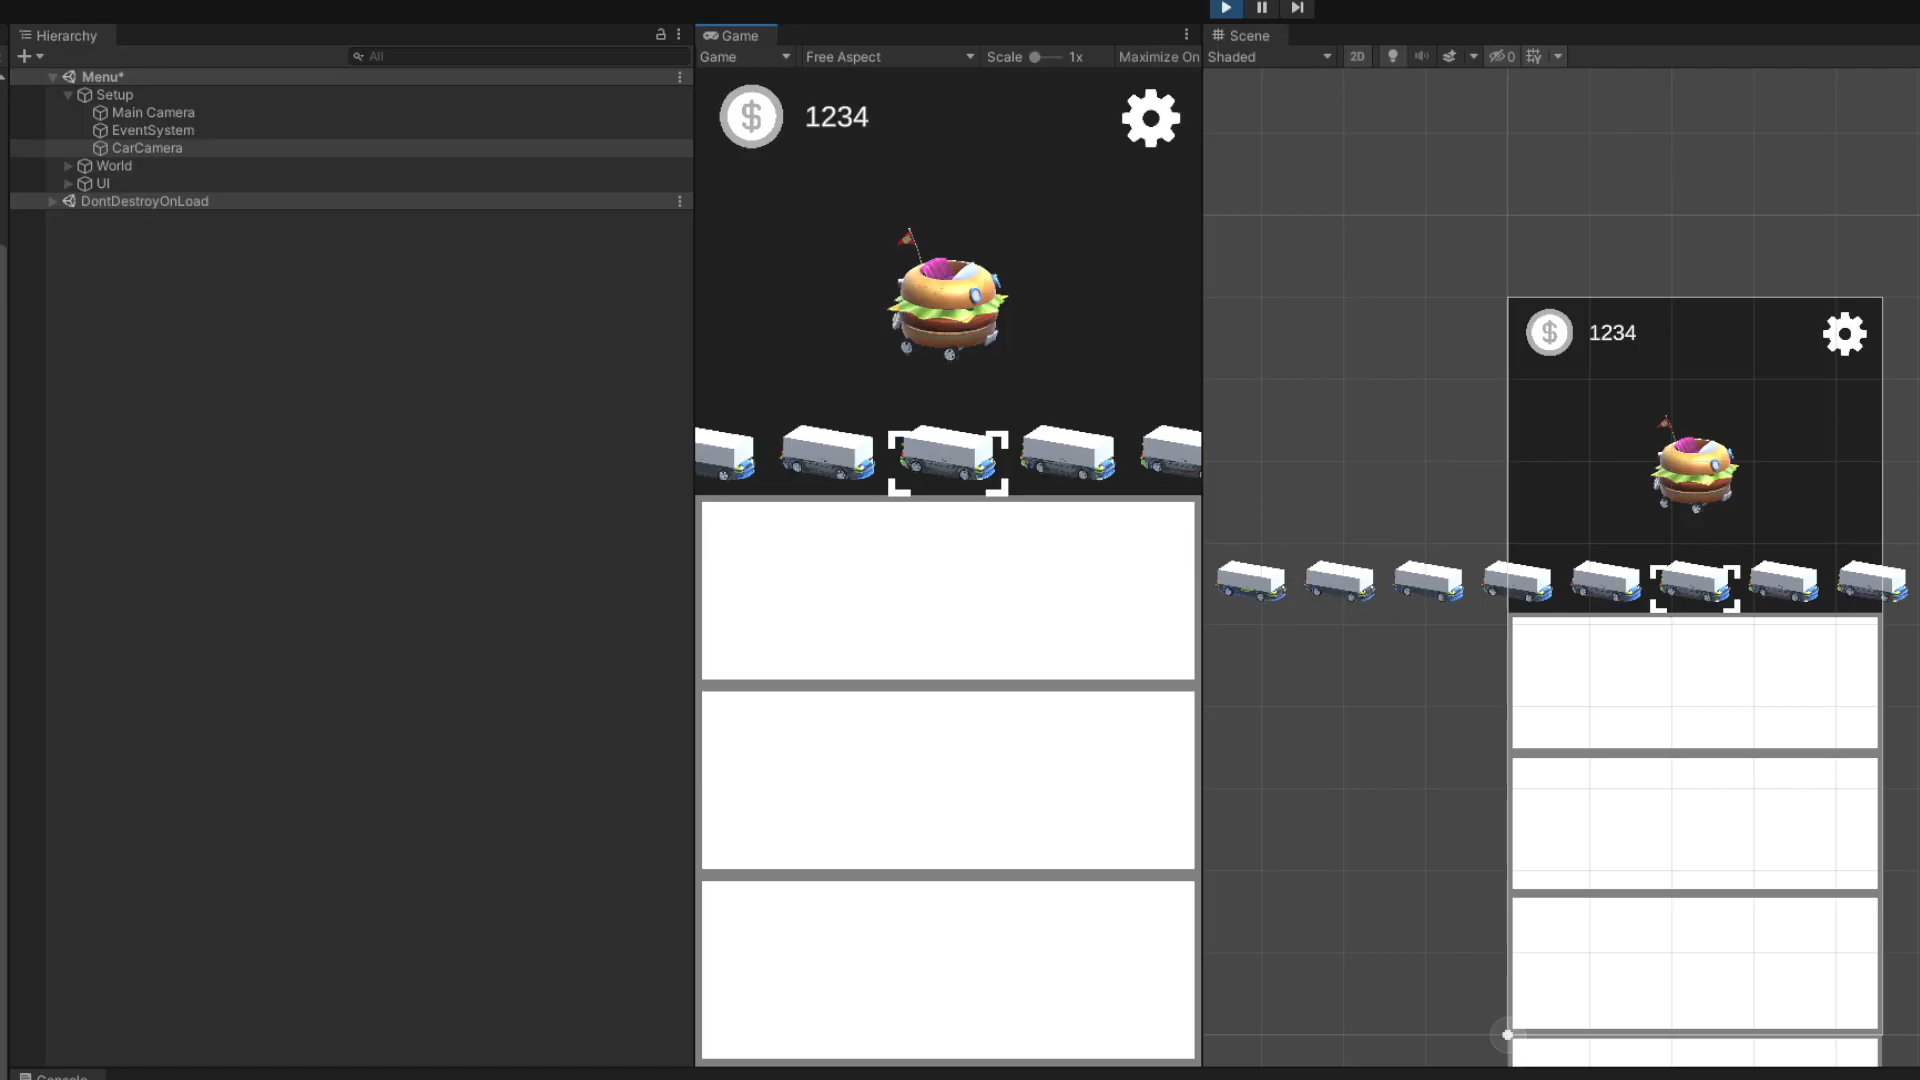 Hierarchy
All
Menu*
Setup
Main Camera
EventSystem
CarCamera
World
UI
DontDestroyOnLoad
Game
Game
Free Aspect
Scale
1x
Maximize On
$
1234
Scene
Shaded
2D
0
$
1234
Console